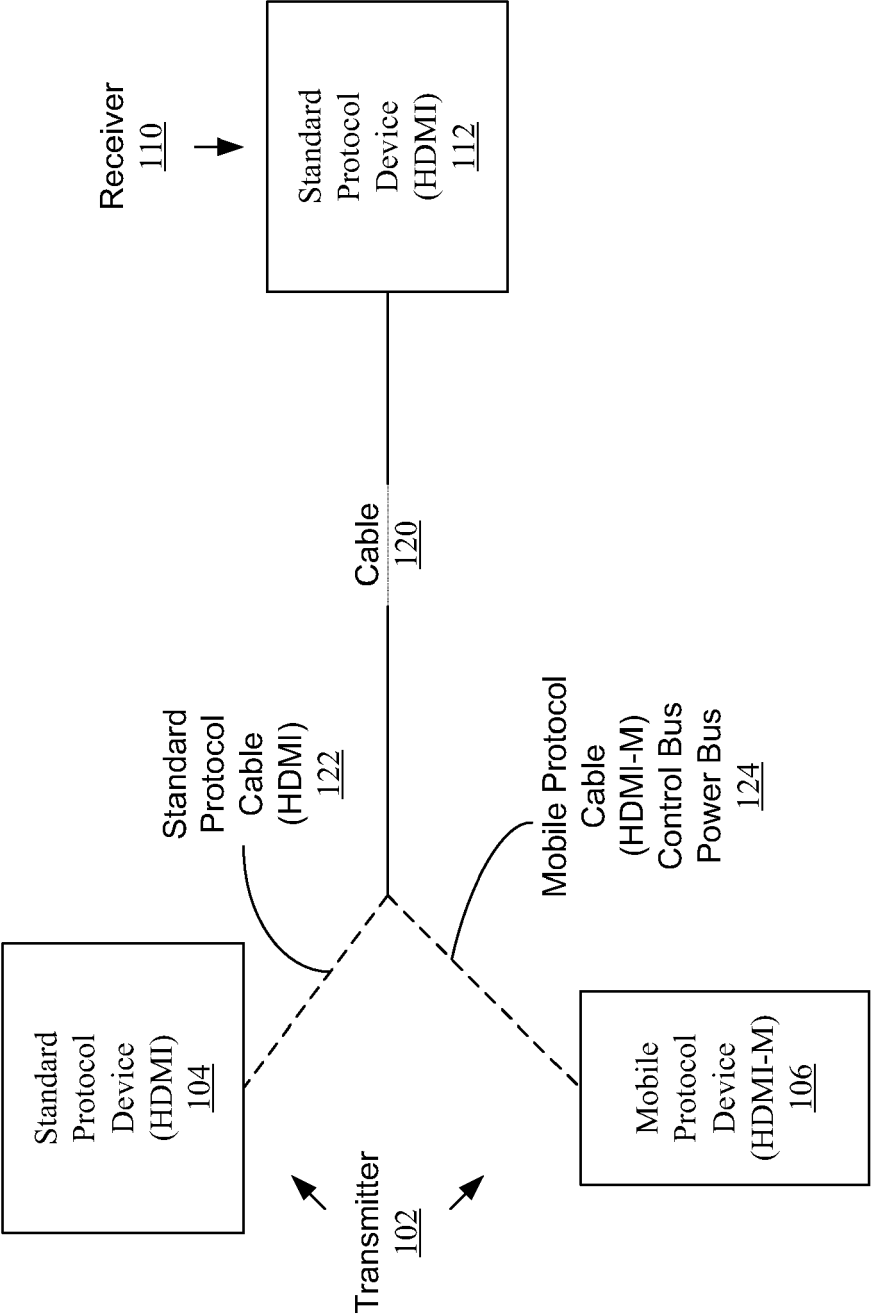 Standard
Protocol
Device
(HDMI)
104
Transmitter
102
Mobile
Protocol
Device
(HDMI-M)
106
Standard
Protocol
Cable
(HDMI)
122
Mobile Protocol
Cable
(HDMI-M)
Control Bus
Power Bus
124
Cable
120
Receiver
110
Standard
Protocol
Device
(HDMI)
112